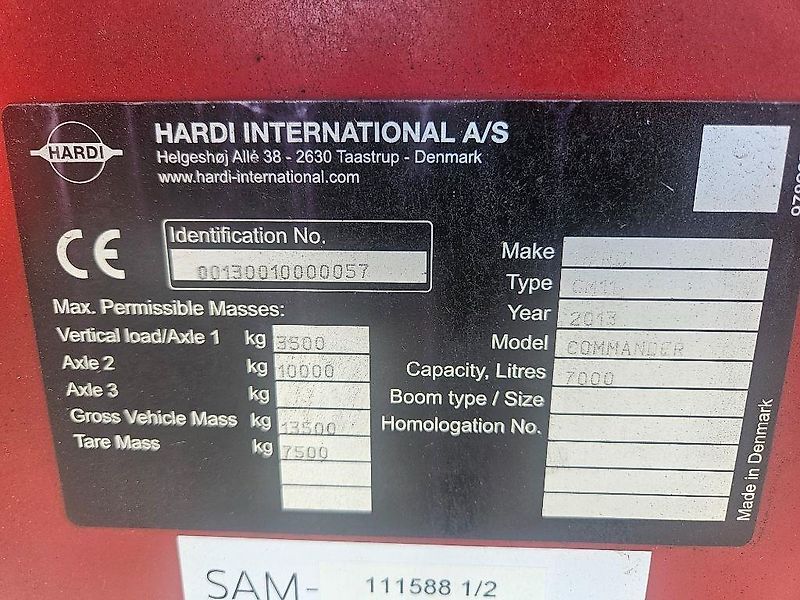 HARDI
HARDI INTERNATIONAL A/S
Helgeshøj Allé 38 - 2630 Taastrup - Denmark
www.hardi-international.com
CE
Identification No.
00130010000057
Max. Permissible Masses:
Vertical load/Axle 1 kg 3500
Axle 2 kg 10000
Axle 3 kg
Gross Vehicle Mass kg 13500
Tare Mass kg 7500
Make HARDI
Type CM11
Year 2013
Model COMMANDER
Capacity, Litres 7000
Boom type / Size
Homologation No.
Made in Denmark
SAM- 111588 1/2